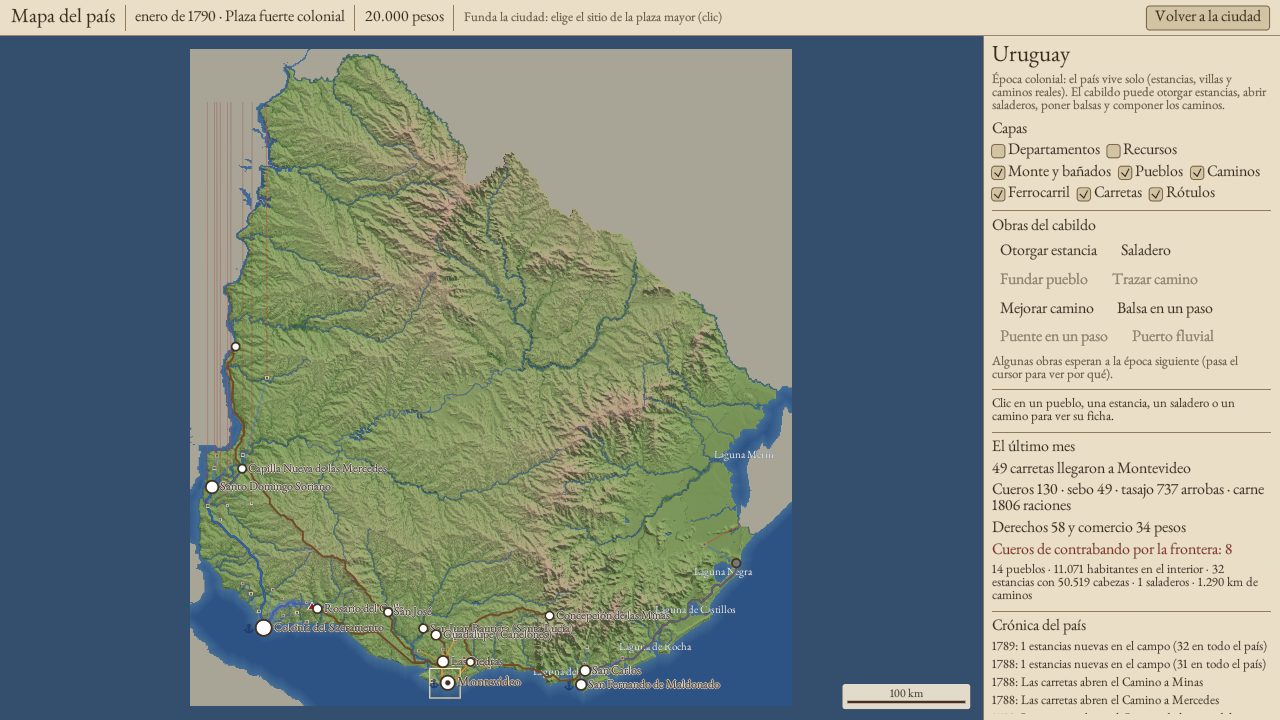 Mapa del país
enero de 1790 · Plaza fuerte colonial
20.000 pesos
Funda la ciudad: elige el sitio de la plaza mayor (clic)
Volver a la ciudad
Uruguay
Época colonial: el país vive solo (estancias, villas y
caminos reales). El cabildo puede otorgar estancias, abrir
saladeros, poner balsas y componer los caminos.
Capas
Departamentos Recursos
Monte y bañados Pueblos Caminos
Ferrocarril Carretas Rótulos
Obras del cabildo
Otorgar estancia Saladero
Fundar pueblo Trazar camino
Mejorar camino Balsa en un paso
Puente en un paso Puerto fluvial
Algunas obras esperan a la época siguiente (pasa el
cursor para ver por qué).
Clic en un pueblo, una estancia, un saladero o un
camino para ver su ficha.
El último mes
49 carretas llegaron a Montevideo
Cueros 130 · sebo 49 · tasajo 737 arrobas · carne
1806 raciones
Derechos 58 y comercio 34 pesos
Cueros de contrabando por la frontera: 8
14 pueblos · 11.071 habitantes en el interior · 32
estancias con 50.519 cabezas · 1 saladeros · 1.290 km de
caminos
Crónica del país
1789: 1 estancias nuevas en el campo (32 en todo el país)
1788: 1 estancias nuevas en el campo (31 en todo el país)
1788: Las carretas abren el Camino a Minas
1788: Las carretas abren el Camino a Mercedes
Laguna Merín
Capilla Nueva de las Mercedes
Santo Domingo Soriano
Laguna Negra
Rosario del
San José
Concepción de las Minas
Laguna de Castillos
Colonia del Sacramento
San Juan Bautista (Santa Lucía)
Guadalupe (Canelones)
Laguna de Rocha
Las
Laguna del
San Carlos
Montevideo
San Fernando de Maldonado
100 km